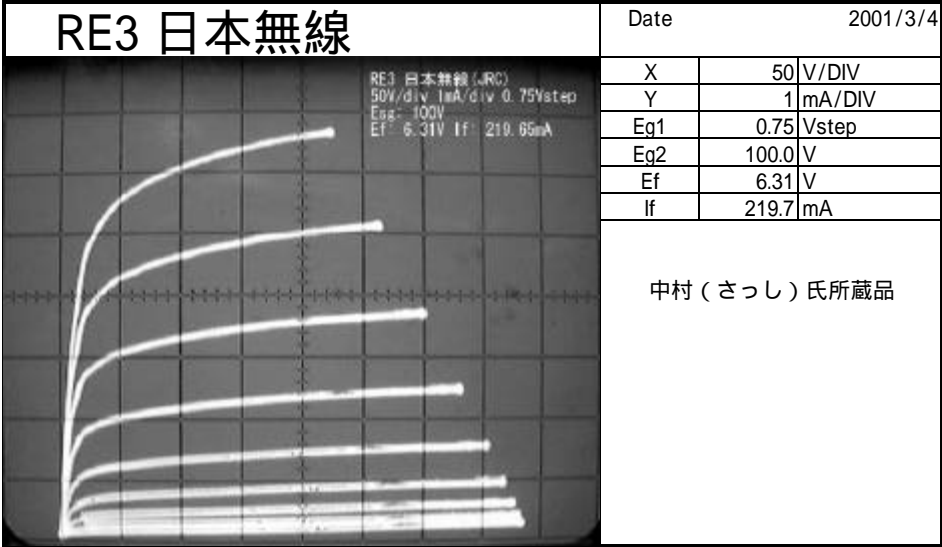 RE3 日本無線
Date 2001/3/4
RE3 日本無線(JRC)
50V/div 1mA/div 0.75Vstep
Esg: 100V
Ef: 6.31V If: 219.65mA
X 50 V/DIV
Y 1 mA/DIV
Eg1 0.75 Vstep
Eg2 100.0 V
Ef 6.31 V
If 219.7 mA
中村(さっし)氏所蔵品